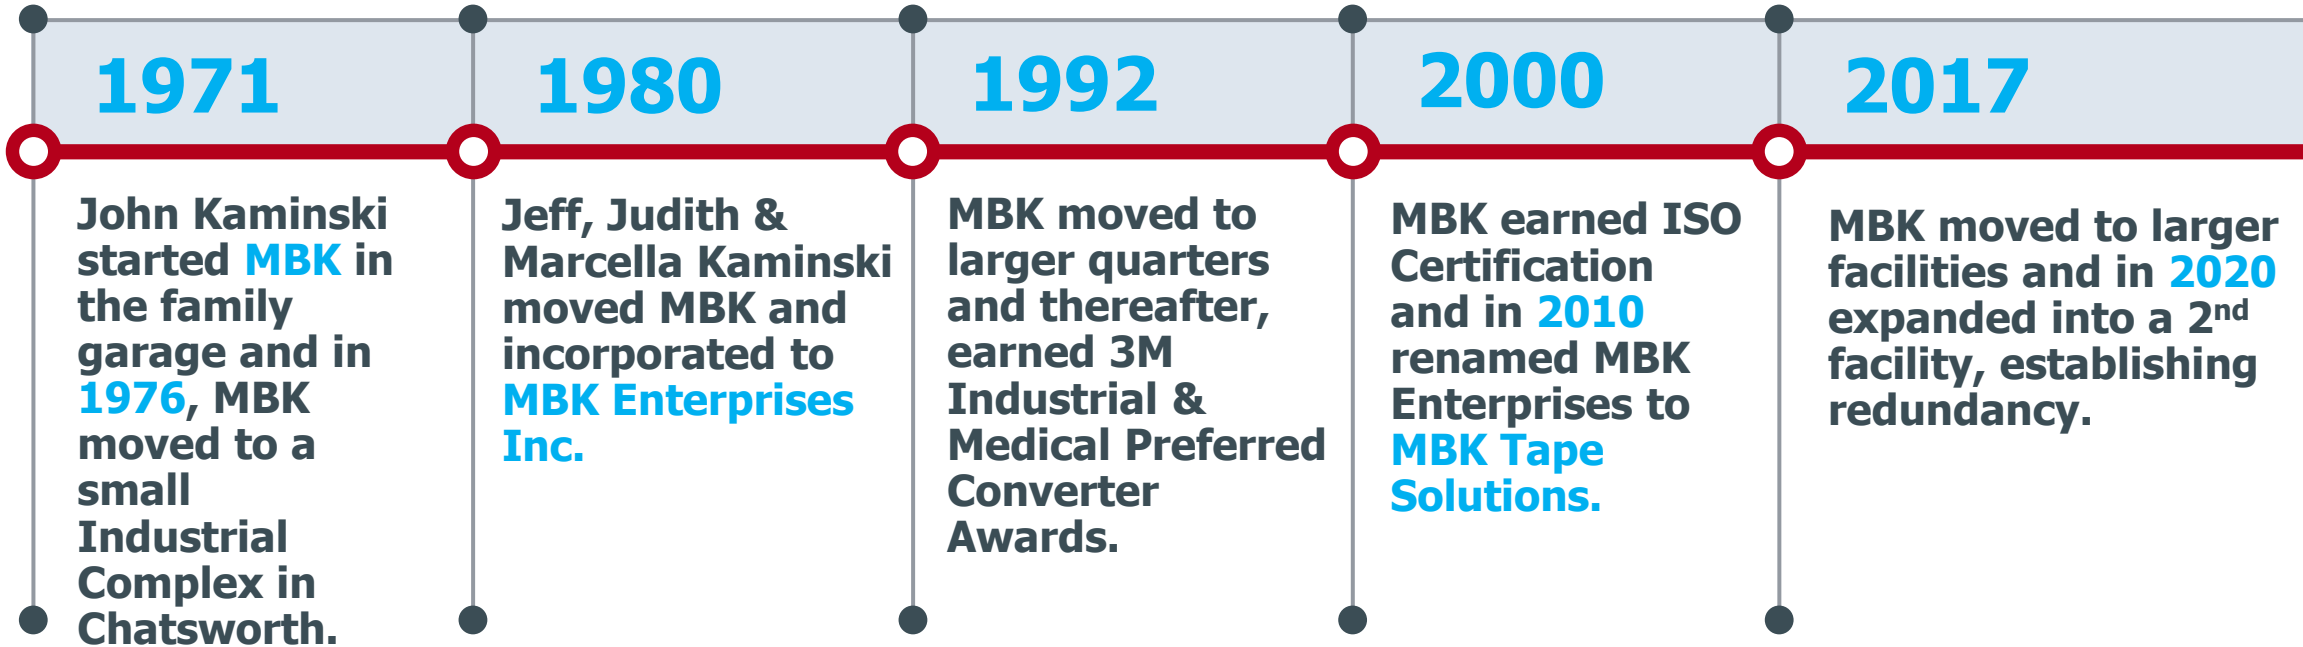 1971
John Kaminski
started MBK in
the family
garage and in
1976, MBK
moved to a
small
Industrial
Complex in
Chatsworth.
1980
Jeff, Judith &
Marcella Kaminski
moved MBK and
incorporated to
MBK Enterprises
Inc.
1992
MBK moved to
larger quarters
and thereafter,
earned 3M
Industrial &
Medical Preferred
Converter
Awards.
2000
MBK earned ISO
Certification
and in 2010
renamed MBK
Enterprises to
MBK Tape
Solutions.
2017
MBK moved to larger
facilities and in 2020
expanded into a 2nd
facility, establishing
redundancy.